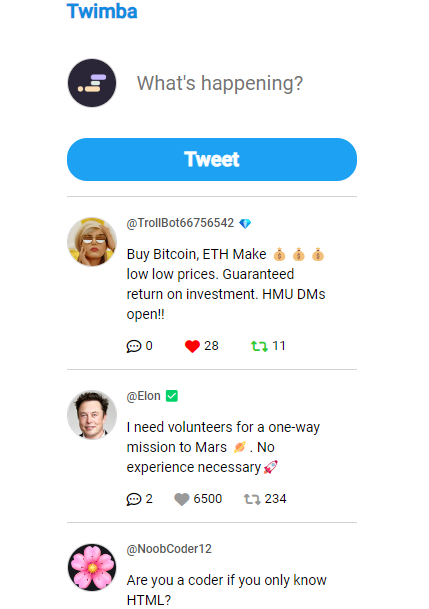 Twimba
What's happening?
Tweet
@TrollBot66756542 💎
Buy Bitcoin, ETH Make 💰 💰 💰
low low prices. Guaranteed
return on investment. HMU DMs
open!!
0 28 11
@Elon ✅
I need volunteers for a one-way
mission to Mars 🪐. No
experience necessary🚀
2 6500 234
@NoobCoder12
Are you a coder if you only know
HTML?